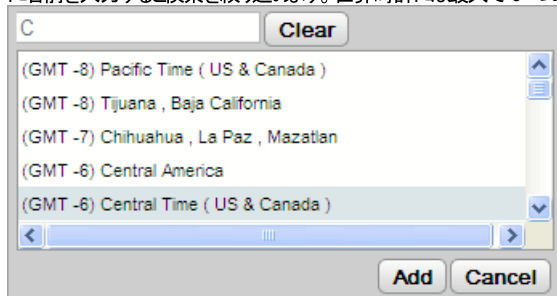 C
Clear
(GMT -8) Pacific Time ( US & Canada )
(GMT -8) Tijuana , Baja California
(GMT -7) Chihuahua , La Paz , Mazatlan
(GMT -6) Central America
(GMT -6) Central Time ( US & Canada )
Add Cancel